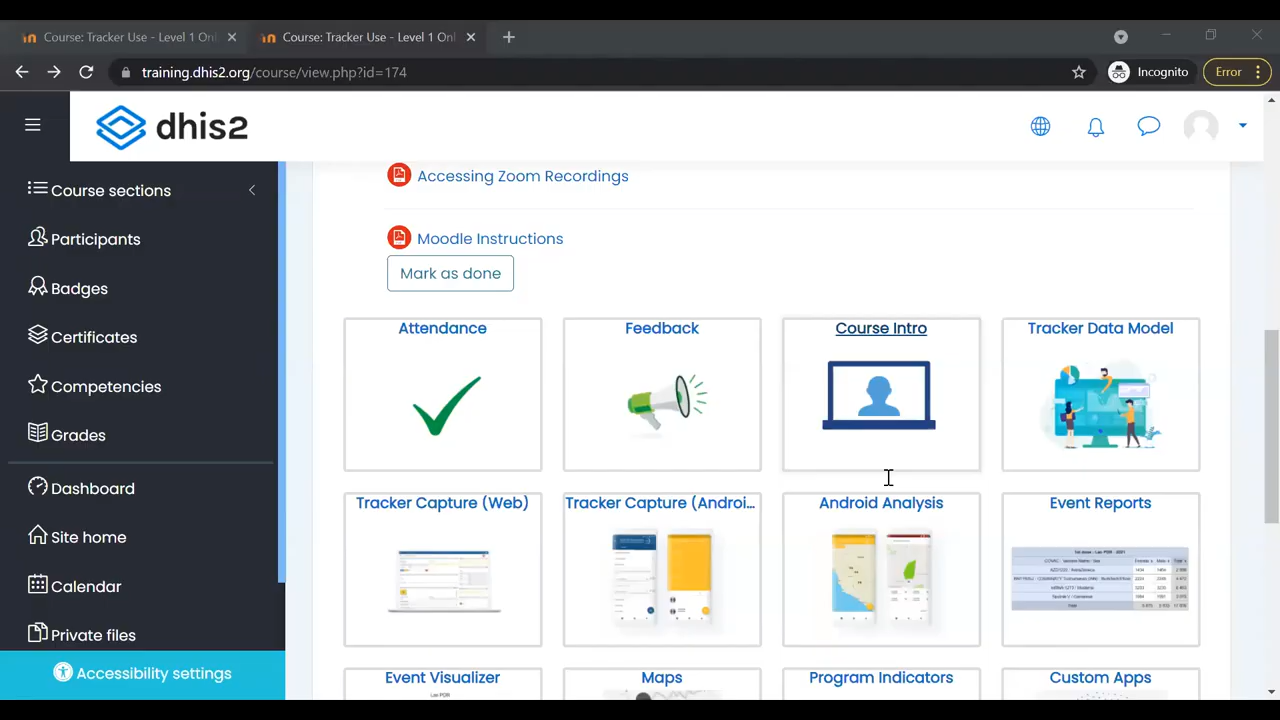 Course: Tracker Use - Level 1 Onl
Course: Tracker Use - Level 1 Onl
training.dhis2.org/course/view.php?id=174
Incognito
Error
dhis2
Course sections
Participants
Badges
Certificates
Competencies
Grades
Dashboard
Site home
Calendar
Private files
Accessibility settings
Accessing Zoom Recordings
Moodle Instructions
Mark as done
Attendance
Feedback
Course Intro
Tracker Data Model
Tracker Capture (Web)
Tracker Capture (Androi...
Android Analysis
Event Reports
Event Visualizer
Maps
Program Indicators
Custom Apps